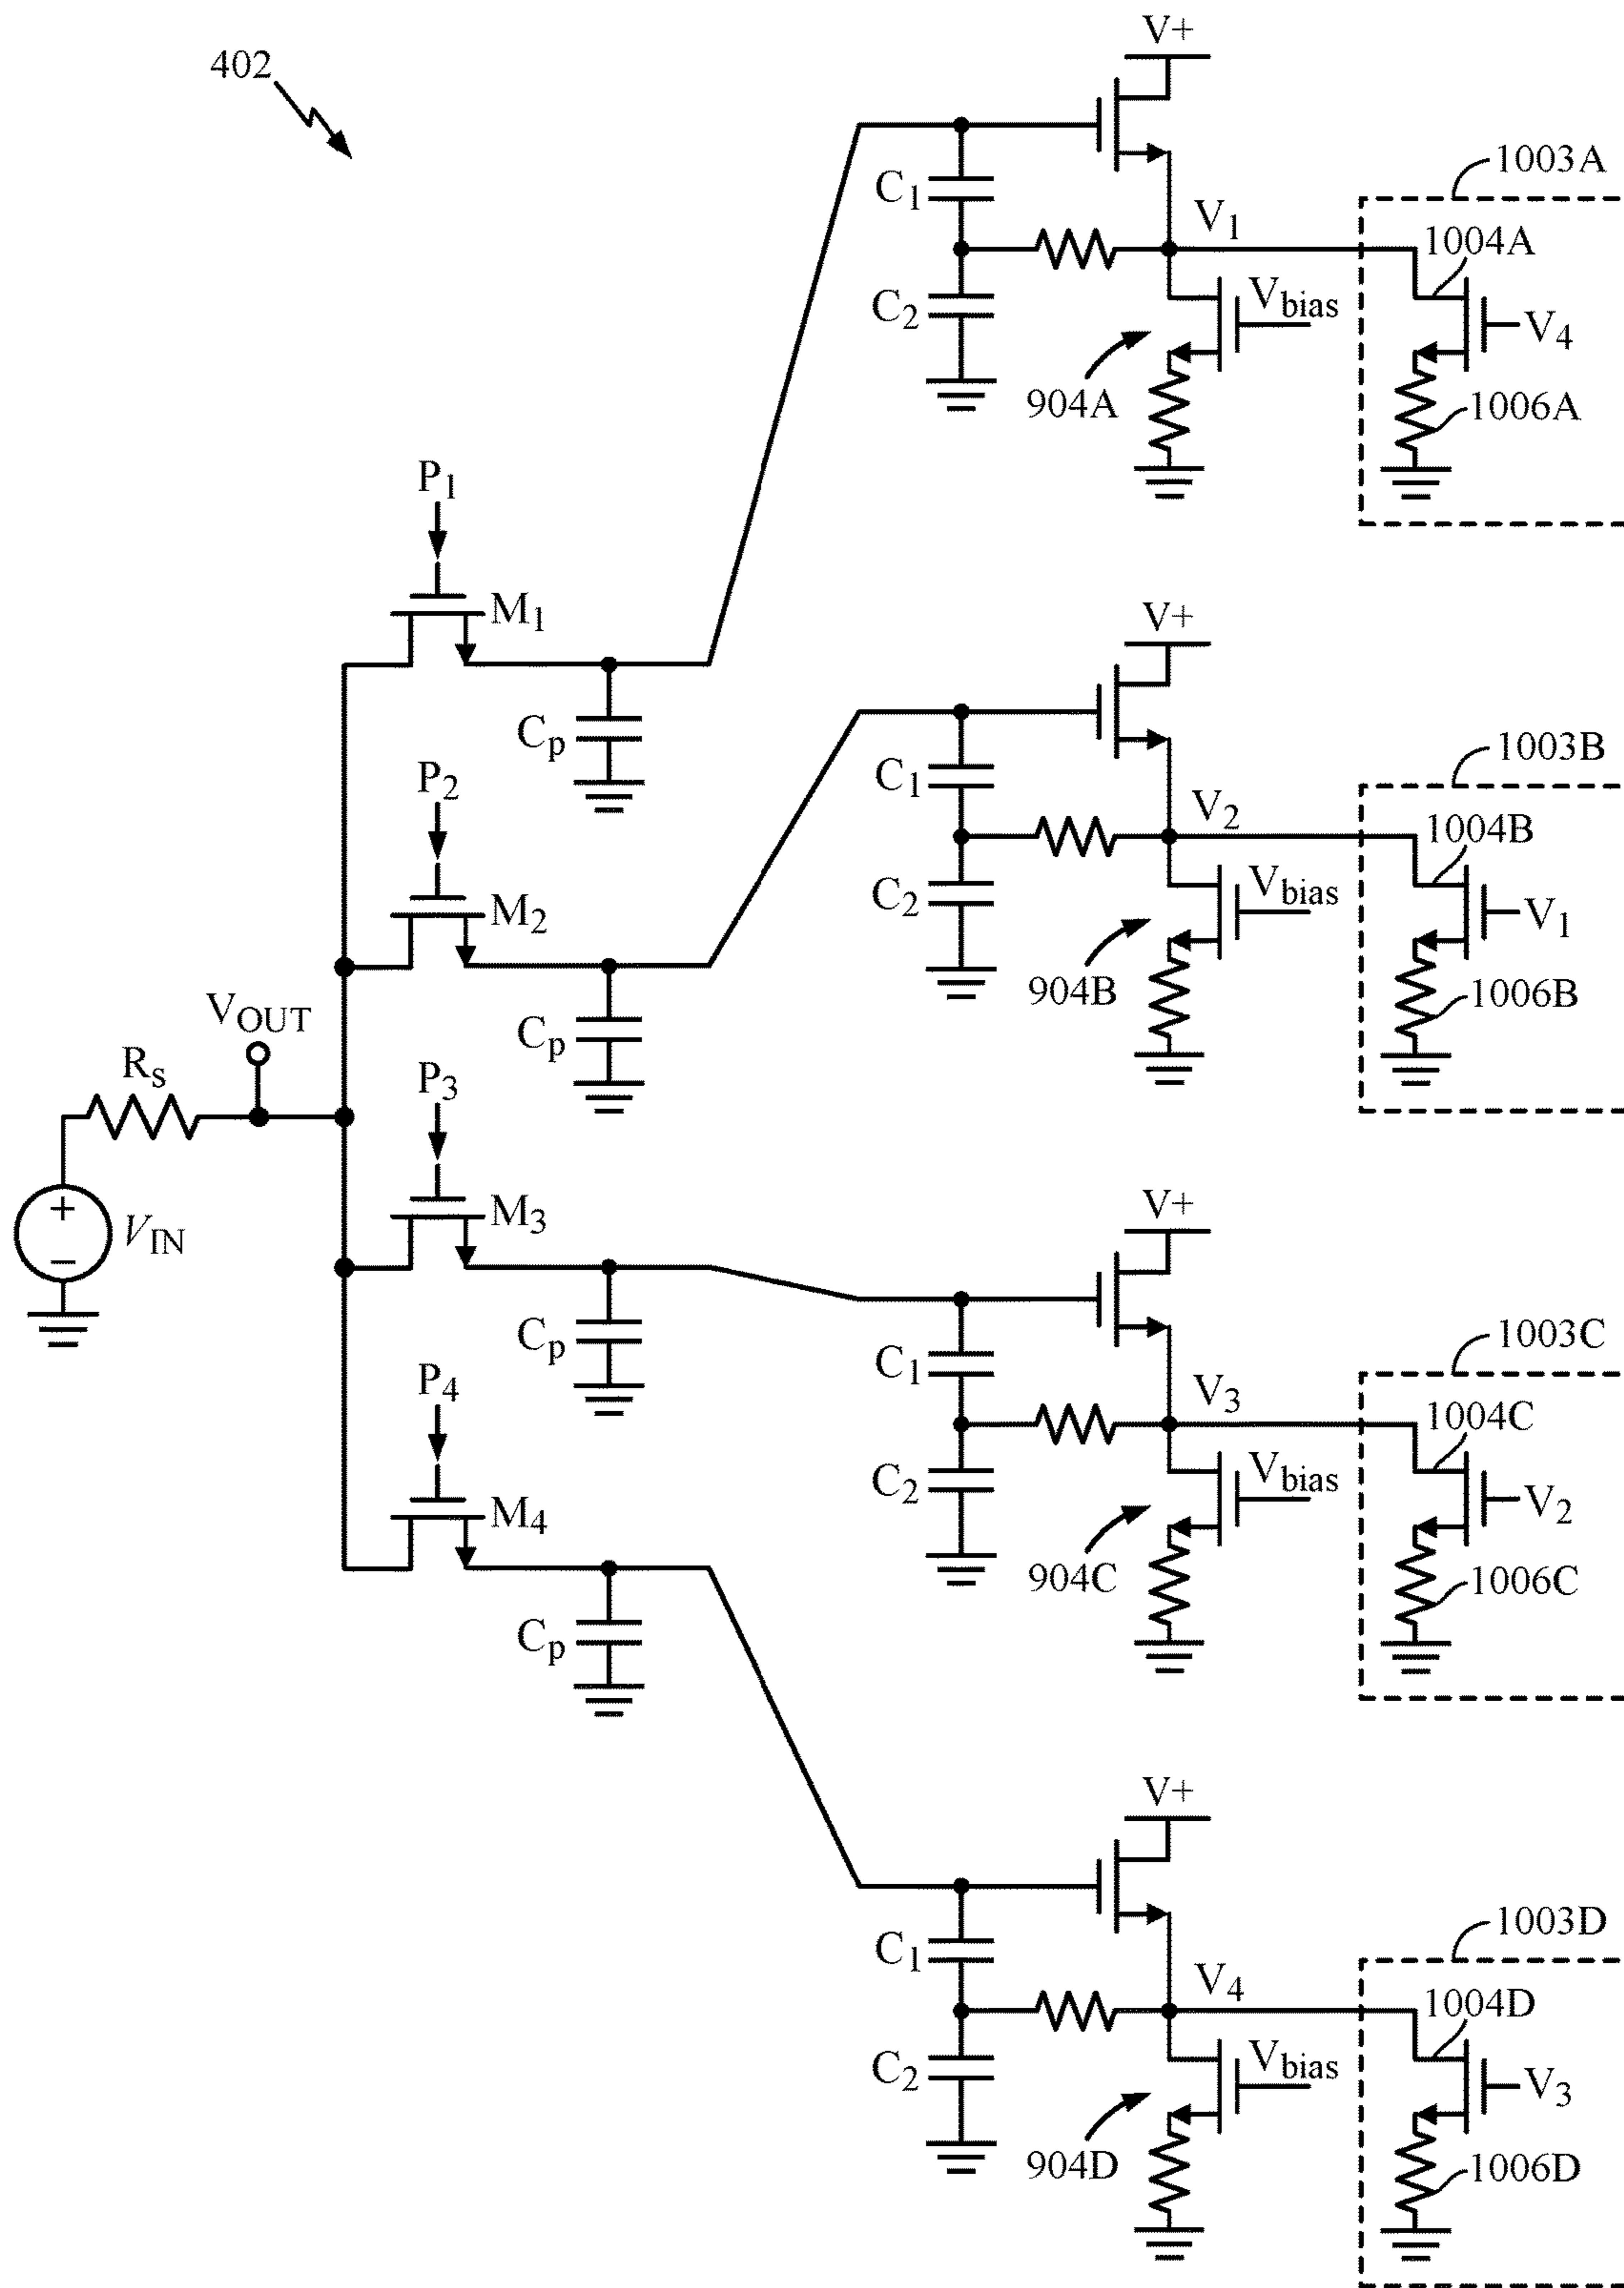 402
V+
1003A
C1
V1
1004A
C2
Vbias
V4
904A
1006A
P1
M1
Cp
V+
1003B
C1
V2
1004B
C2
Vbias
V1
904B
1006B
P2
M2
Cp
VOUT
Rs
+
−
VIN
P3
M3
Cp
V+
1003C
C1
V3
1004C
C2
Vbias
V2
904C
1006C
P4
M4
Cp
V+
1003D
C1
V4
1004D
C2
Vbias
V3
904D
1006D